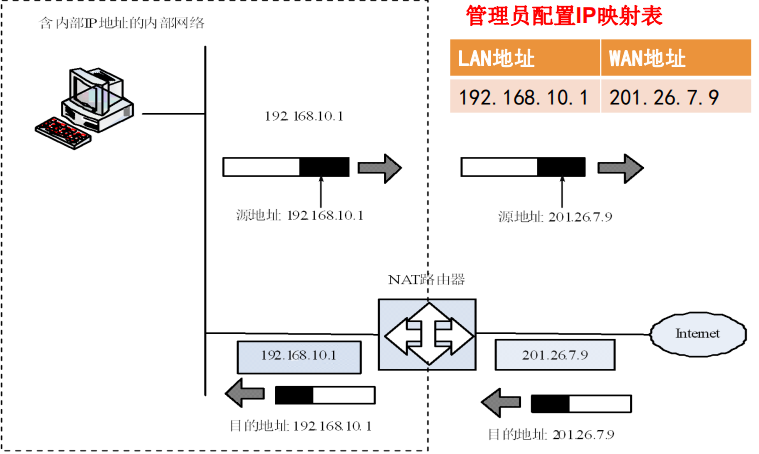 含内部IP地址的内部网络
管理员配置IP映射表
LAN地址 WAN地址
192.168.10.1 201.26.7.9
192.168.10.1
源地址: 192.168.10.1
源地址: 201.26.7.9
NAT路由器
192.168.10.1
201.26.7.9
Internet
目的地址: 192.168.10.1
目的地址: 201.26.7.9